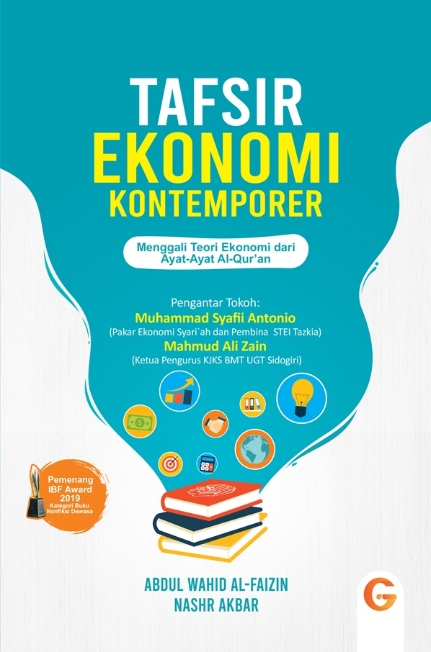 TAFSIR
EKONOMI
KONTEMPORER
Menggali Teori Ekonomi dari
Ayat-Ayat Al-Qur'an
Pengantar Tokoh:
Muhammad Syafii Antonio
(Pakar Ekonomi Syari`ah dan Pembina STEI Tazkia)
Mahmud Ali Zain
(Ketua Pengurus KJKS BMT UGT Sidogiri)
Pemenang
IBF Award
2019
Kategori Buku
Nonfiksi Dewasa
ABDUL WAHID AL-FAIZIN
NASHR AKBAR
G